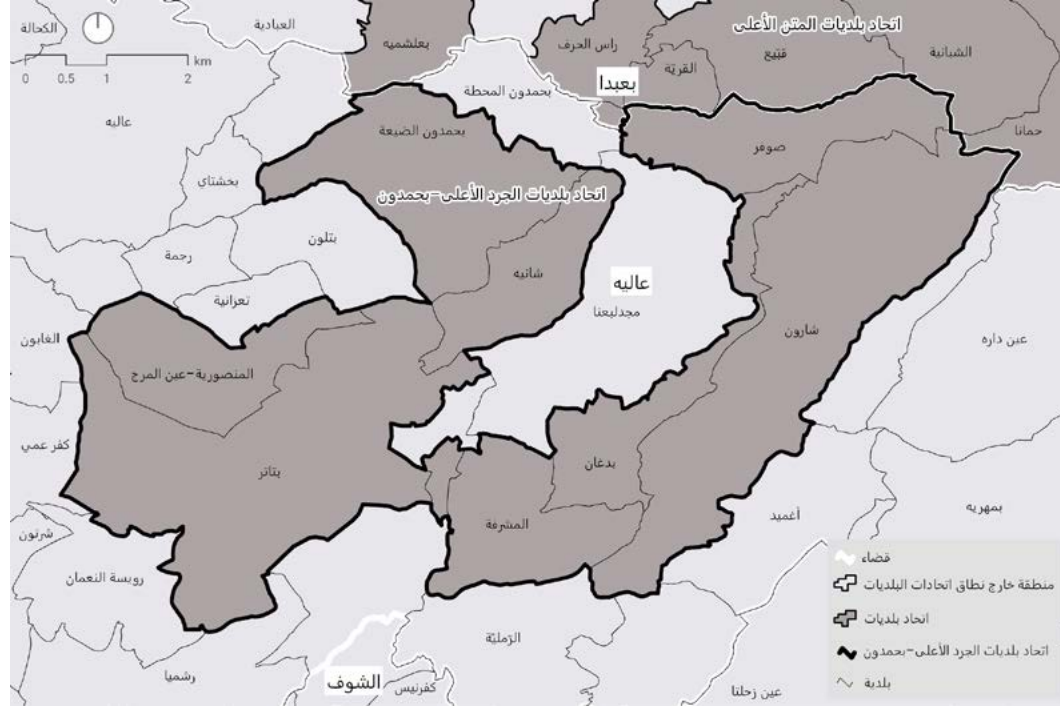 اتحاد بلديات المتن الأعلى
العبادية
الكحالة
بعلشميه
راس الحرف
قبيع
الشبانية
القريّة
km
0 0.5 1 2
بعبدا
بحمدون المحطة
عاليه
بحمدون الضيعة
حمانا
صوفر
بخشتاي
اتحاد بلديات الجرد الأعلى-بحمدون
بتلون
رجمة
شانيه
عاليه
تعزانية
مجدليعنا
شارون
الغابون
عين داره
المنصورية-عين المرج
كفر عمي
بتاتر
بدغان
بمهريه
أغميد
المشرفة
شرتون
رويسة النعمان
الرّمليّة
رشميا
الشوف
كفرنيس
عين زحلتا
قضاء
منطقة خارج نطاق اتحادات البلديات
اتحاد بلديات
اتحاد بلديات الجرد الأعلى-بحمدون
بلدية